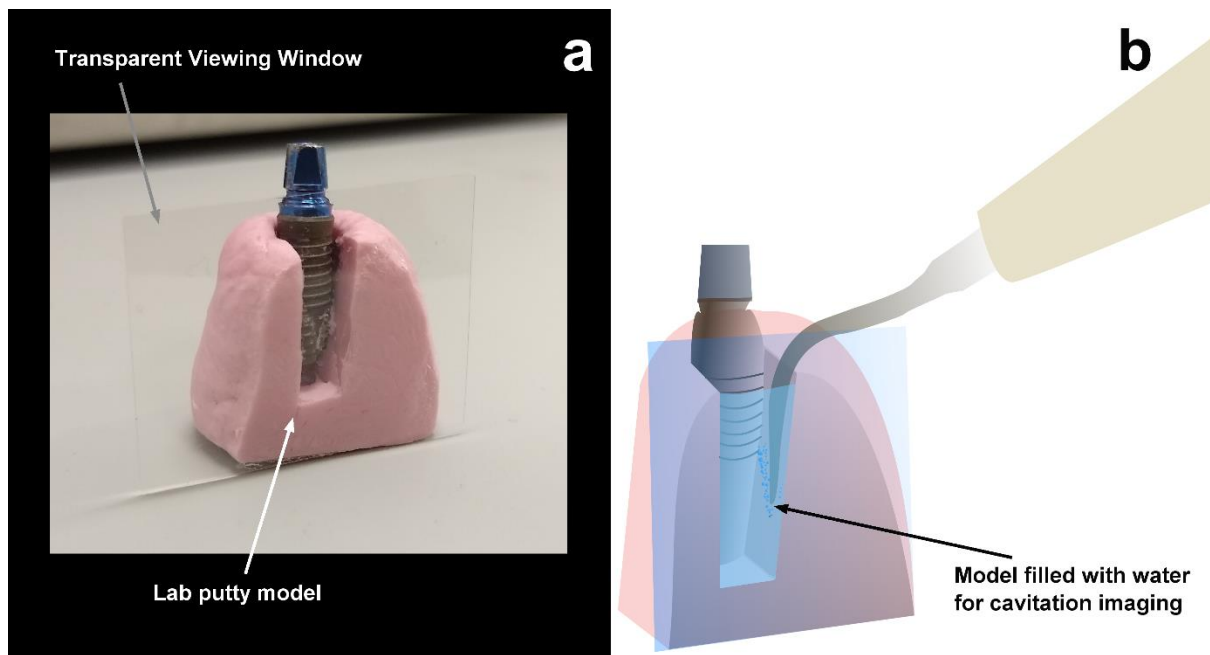 Transparent Viewing Window
a
Lab putty model
b
Model filled with water
for cavitation imaging